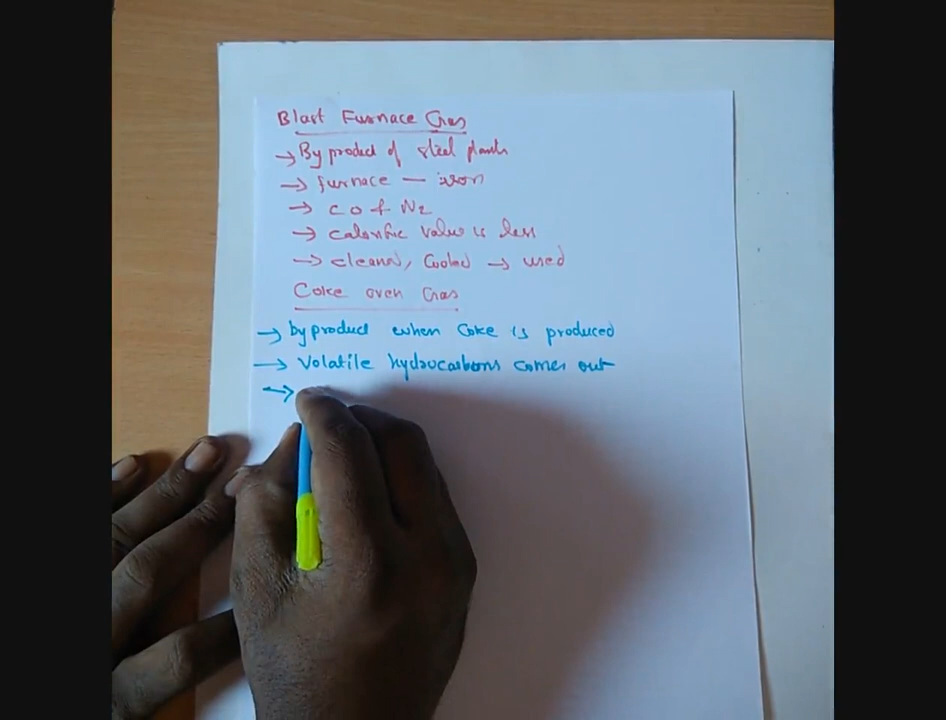 Blast Furnace Gas
→ By product of steel plants
→ furnace — iron
→ CO & N2
→ calorific value is less
→ cleaned, Cooled → used
Coke oven Gas
→ by product when Coke is produced
→ Volatile hydrocarbons comes out
→